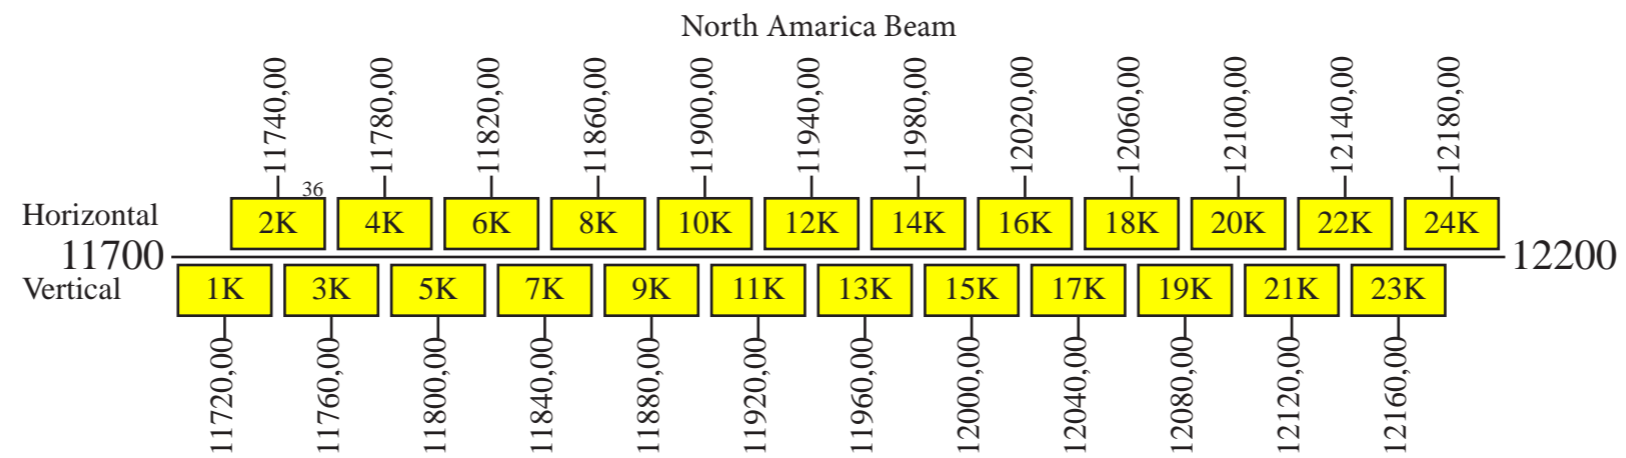 North Amarica Beam
11740,00 11780,00 11820,00 11860,00 11900,00 11940,00 11980,00 12020,00 12060,00 12100,00 12140,00 12180,00
36
Horizontal 2K 4K 6K 8K 10K 12K 14K 16K 18K 20K 22K 24K
11700 12200
Vertical 1K 3K 5K 7K 9K 11K 13K 15K 17K 19K 21K 23K
11720,00 11760,00 11800,00 11840,00 11880,00 11920,00 11960,00 12000,00 12040,00 12080,00 12120,00 12160,00